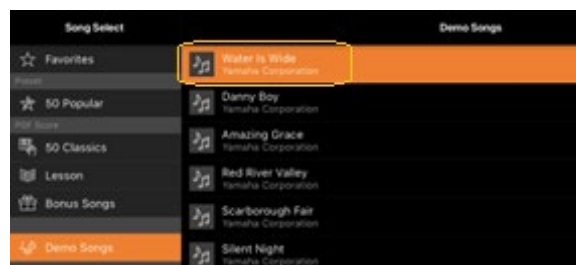 Song Select
Demo Songs
Favorites
Preset
50 Popular
PDF Score
50 Classics
Lesson
Bonus Songs
Demo Songs
Water Is Wide
Yamaha Corporation
Danny Boy
Yamaha Corporation
Amazing Grace
Yamaha Corporation
Red River Valley
Yamaha Corporation
Scarborough Fair
Yamaha Corporation
Silent Night
Yamaha Corporation